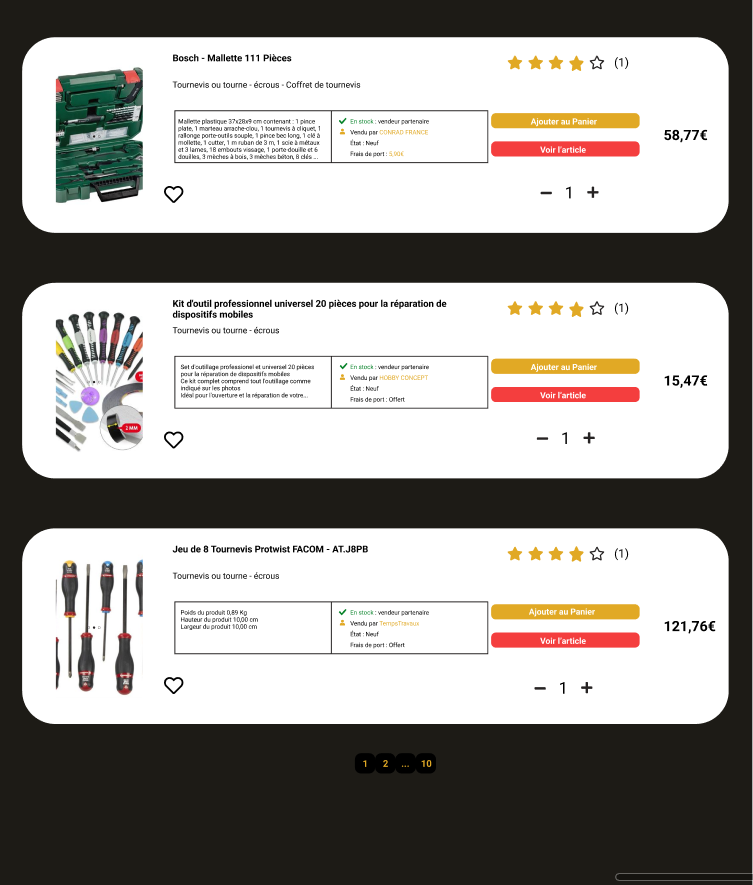 Bosch - Mallette 111 Pièces
(1)
Tournevis ou tourne - écrous - Coffret de tournevis
Mallette plastique 37x28x9 cm contenant : 1 pince
plate, 1 marteau arrache-clou, 1 tournevis à cliquet, 1
rallonge porte-outils souple, 1 pince bec long, 1 clé à
mollette, 1 cutter, 1 m ruban de 3 m, 1 scie à métaux
et 3 lames, 18 embouts vissage, 1 porte douille et 6
douilles, 3 mèches à bois, 3 mèches béton, 8 clés ...
En stock : vendeur partenaire
Vendu par CONRAD FRANCE
État : Neuf
Frais de port : 5,90€
Ajouter au Panier
Voir l'article
58,77€
1
Kit d'outil professionnel universel 20 pièces pour la réparation de
dispositifs mobiles
(1)
Tournevis ou tourne - écrous
2 MM
Set d'outillage professionnel et universel 20 pièces
pour la réparation de dispositifs mobiles
Ce kit complet comprend tout l'outillage comme
indiqué sur les photos
Idéal pour l'ouverture et la réparation de votre...
En stock : vendeur partenaire
Vendu par HOBBY CONCEPT
État : Neuf
Frais de port : Offert
Ajouter au Panier
Voir l'article
15,47€
1
Jeu de 8 Tournevis Protwist FACOM - AT.J8PB
(1)
Tournevis ou tourne - écrous
Poids du produit 0,89 Kg
Hauteur du produit 10,00 cm
Largeur du produit 10,00 cm
En stock : vendeur partenaire
Vendu par TempsTravaux
État : Neuf
Frais de port : Offert
Ajouter au Panier
Voir l'article
121,76€
1
1 2 ... 10